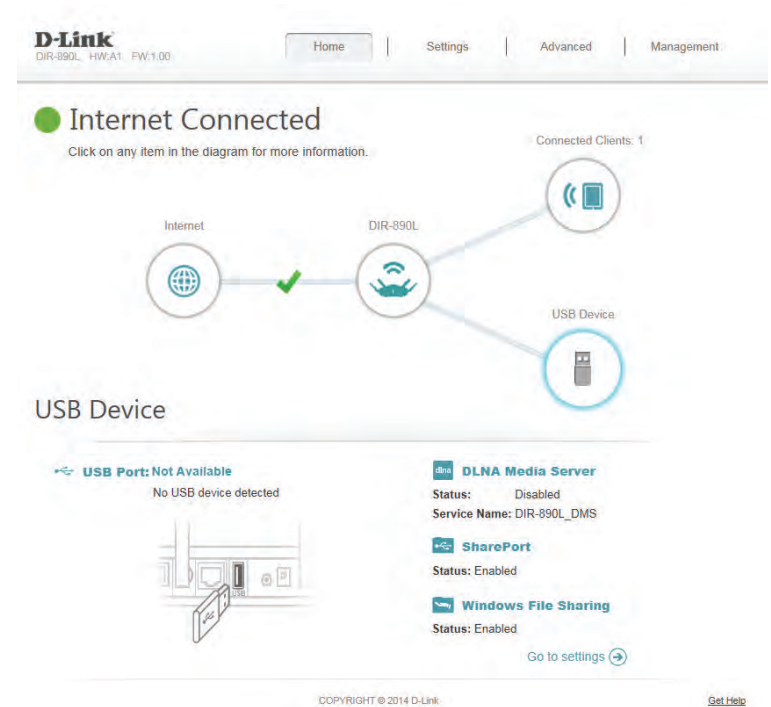 D-Link
DIR-890L HW:A1 FW:1.00
Home
Settings
Advanced
Management
Internet Connected
Click on any item in the diagram for more information.
Connected Clients: 1
Internet
DIR-890L
USB Device
USB Device
USB Port: Not Available
No USB device detected
USB
dlna DLNA Media Server
Status: Disabled
Service Name: DIR-890L_DMS
SharePort
Status: Enabled
Windows File Sharing
Status: Enabled
Go to settings
COPYRIGHT © 2014 D-Link
Get Help